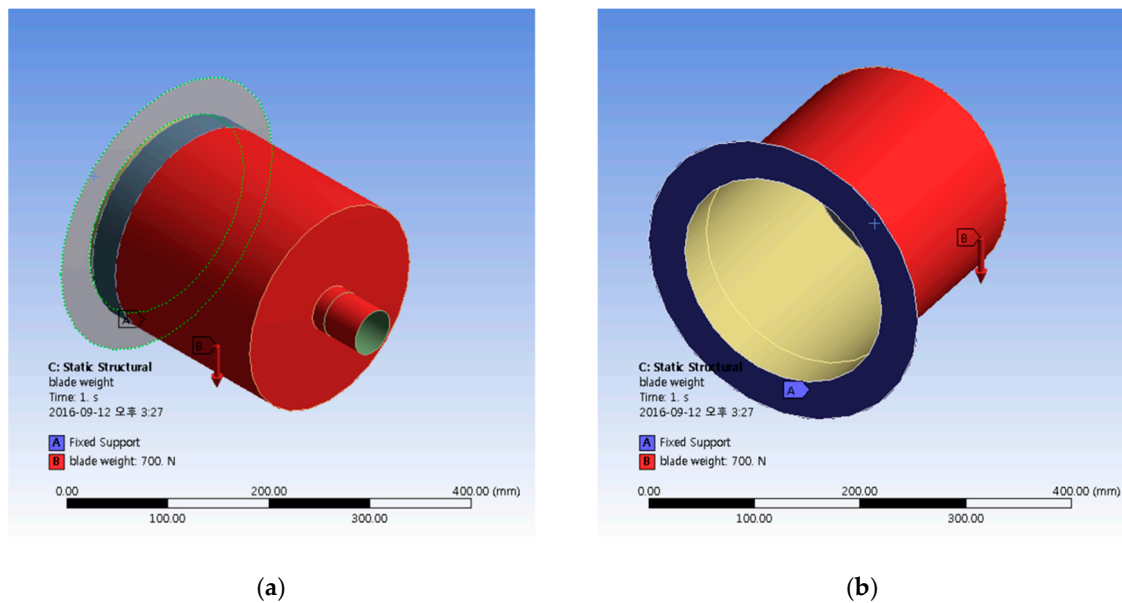 A
B
C: Static Structural
blade weight
Time: 1. s
2016-09-12 오후 3:27
A Fixed Support
B blade weight: 700. N
0.00 200.00 400.00 (mm)
100.00 300.00
(a)
B
A
C: Static Structural
blade weight
Time: 1. s
2016-09-12 오후 3:27
A Fixed Support
B blade weight: 700. N
0.00 200.00 400.00 (mm)
100.00 300.00
(b)